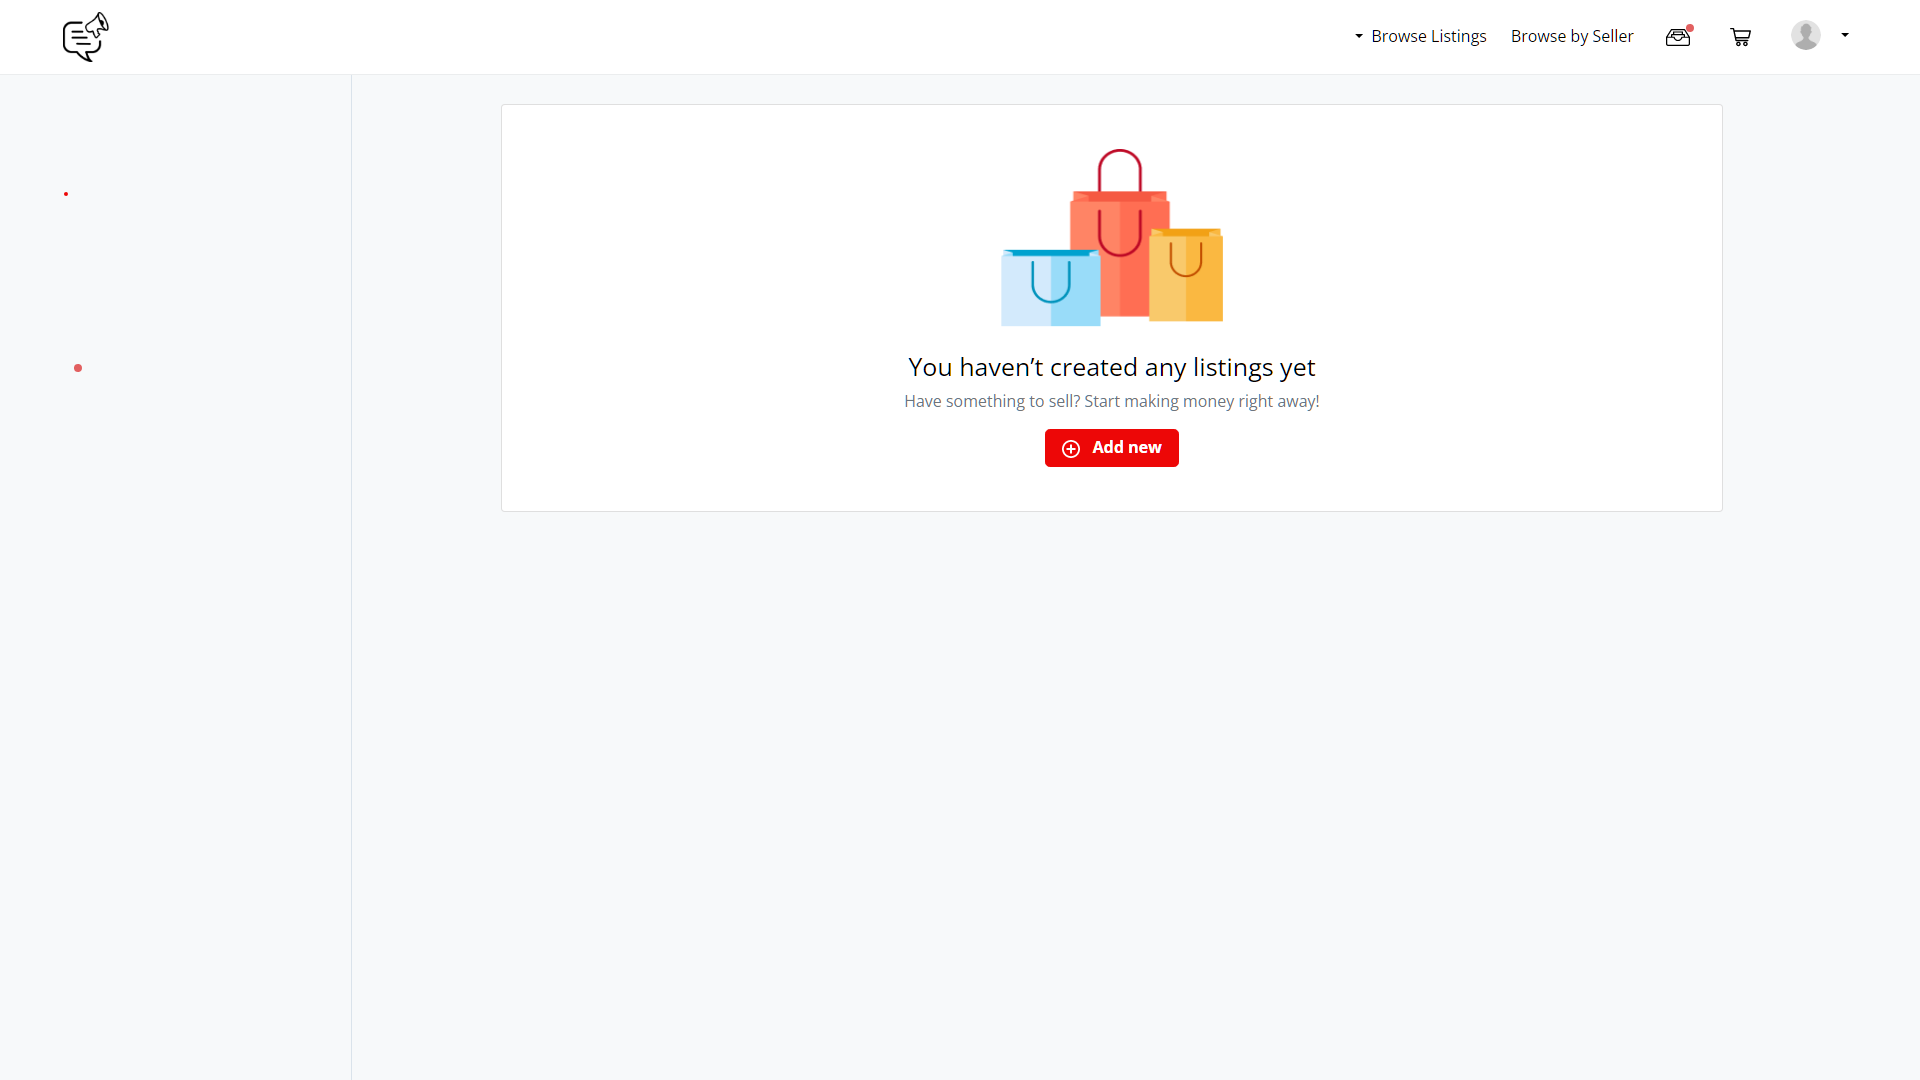 Browse Listings
Browse by Seller
You haven’t created any listings yet
Have something to sell? Start making money right away!
Add new